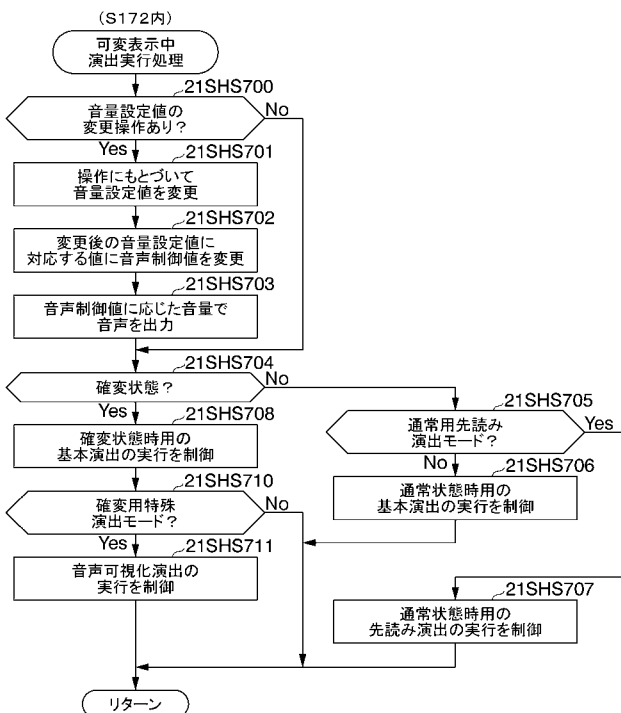 (S172内)
可変表示中
演出実行処理
21SHS700
音量設定値の
変更操作あり?
No
Yes
21SHS701
操作にもとづいて
音量設定値を変更
21SHS702
変更後の音量設定値に
対応する値に音声制御値を変更
21SHS703
音声制御値に応じた音量で
音声を出力
21SHS704
確変状態?
No
Yes
21SHS705
通常用先読み
演出モード?
Yes
No
21SHS708
確変状態時用の
基本演出の実行を制御
21SHS706
通常状態時用の
基本演出の実行を制御
21SHS710
確変用特殊
演出モード?
No
Yes
21SHS711
音声可視化演出の
実行を制御
21SHS707
通常状態時用の
先読み演出の実行を制御
リターン